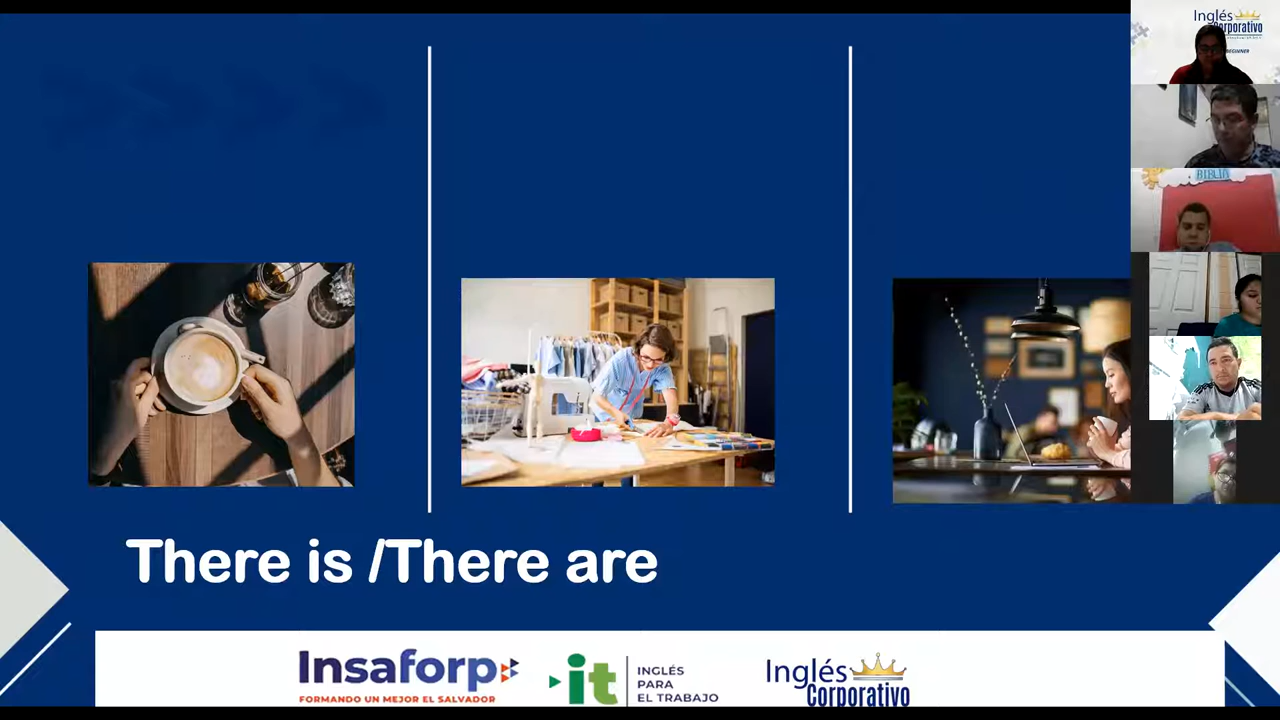 There is /There are
Insaforp
FORMANDO UN MEJOR EL SALVADOR
it
INGLÉS
PARA
EL TRABAJO
Inglés
Corporativo
Inglés
Corporativo
BEGINNER
BIBLIA